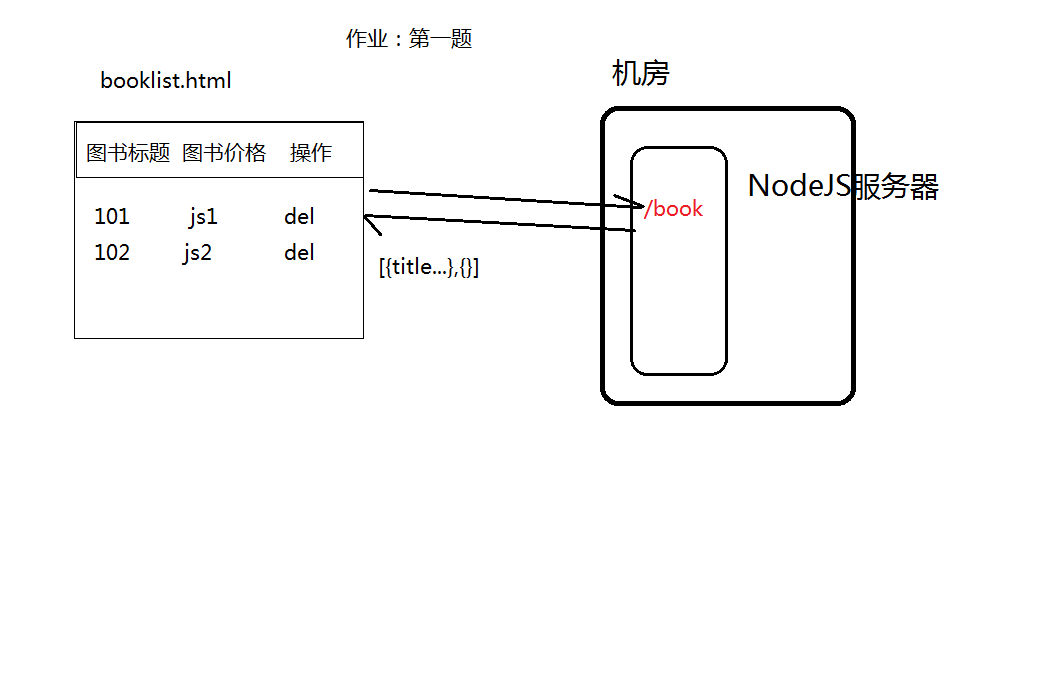 作业：第一题
booklist.html
机房
图书标题 图书价格 操作
101 js1 del
102 js2 del
/book
NodeJS服务器
[{title...},{}]